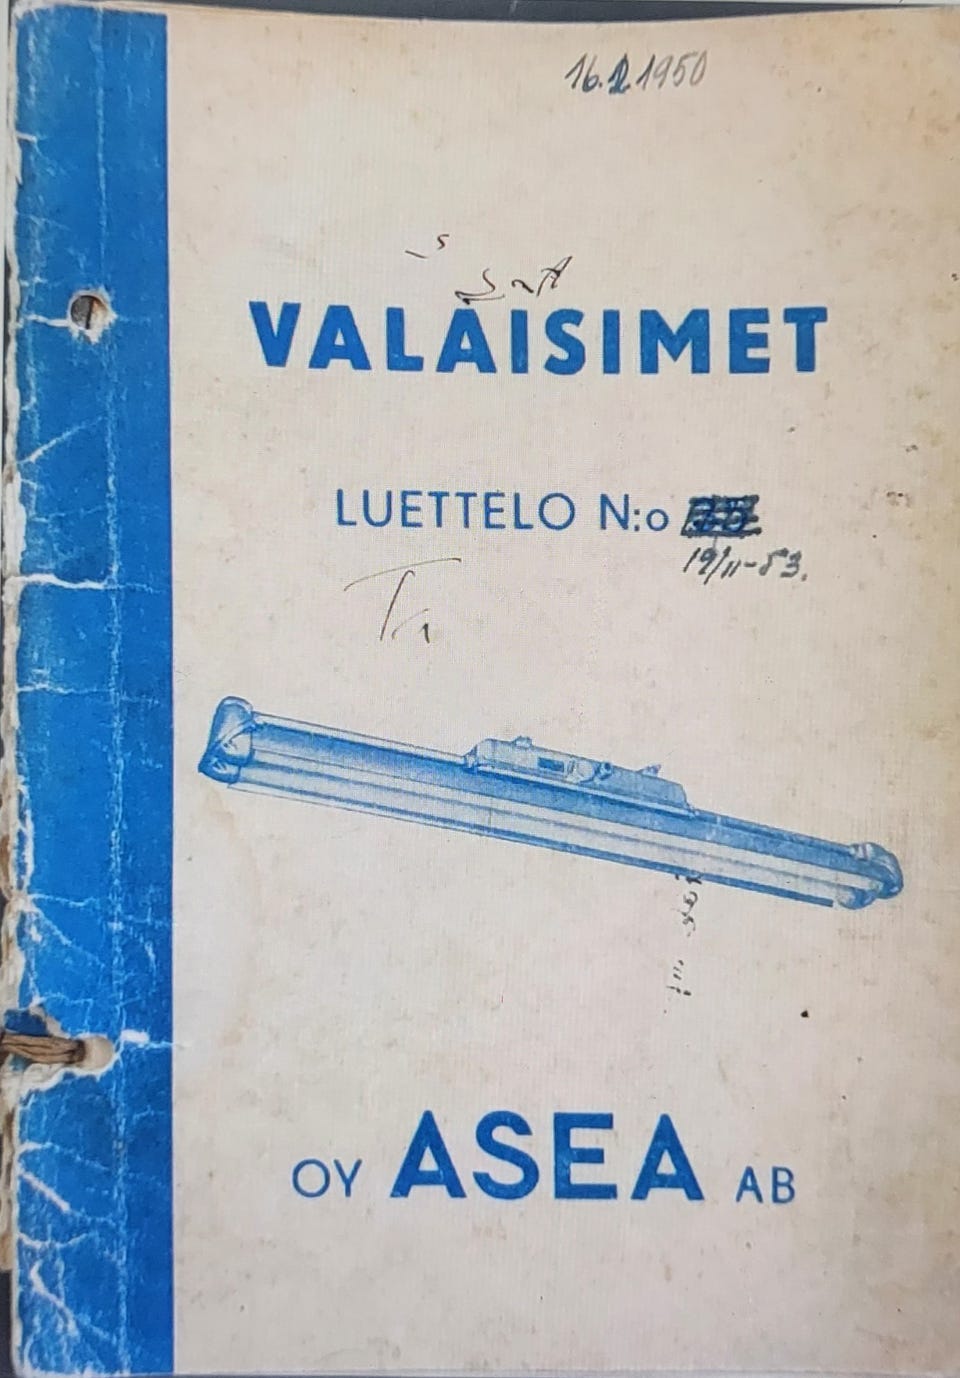 16.2.1950
VALAISIMET
LUETTELO N:o
19/11-53.
OY ASEA AB